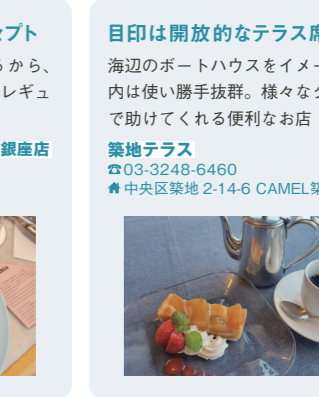 セプト
るから、
レギュ
銀座店
目印は開放的なテラス席
海辺のボートハウスをイメー
内は使い勝手抜群。様々な
で助けてくれる便利なお店
築地テラス
☎03-3248-6460
中央区築地 2-14-6 CAMEL築